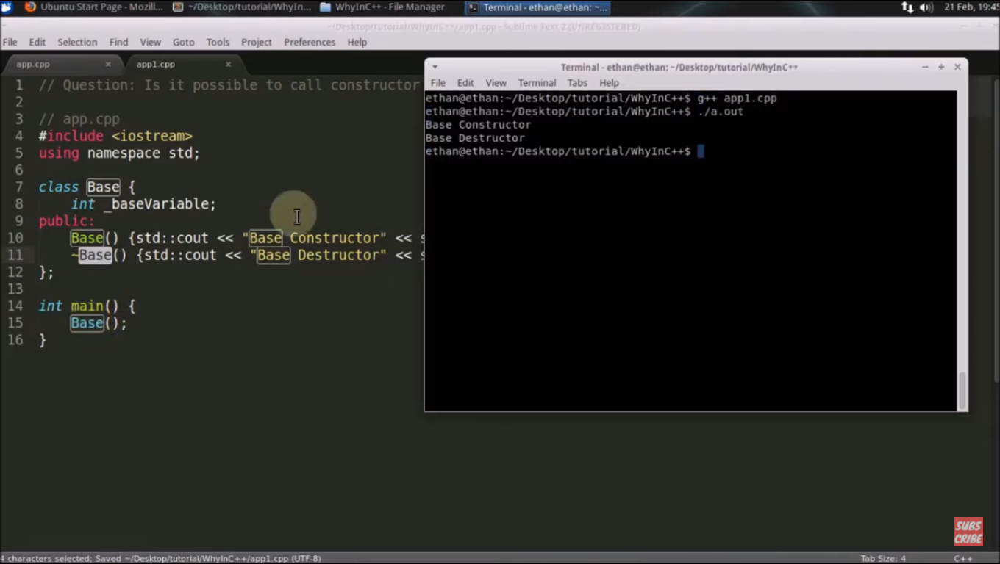 Ubuntu Start Page - Mozill...
~/Desktop/tutorial/WhyIn...
WhyInC++ - File Manager
Terminal - ethan@ethan: ~...
21 Feb, 19:45
~/Desktop/tutorial/WhyInC++/app1.cpp - Sublime Text 2 (UNREGISTERED)
File Edit Selection Find View Goto Tools Project Preferences Help
app.cpp × app1.cpp ×
1 // Question: Is it possible to call constructor
2
3 // app.cpp
4 #include <iostream>
5 using namespace std;
6
7 class Base {
8 int _baseVariable;
9 public:
10 Base() {std::cout << "Base Constructor" << s
11 ~Base() {std::cout << "Base Destructor" << s
12 };
13
14 int main() {
15 Base();
16 }
Terminal - ethan@ethan: ~/Desktop/tutorial/WhyInC++
File Edit View Terminal Tabs Help
ethan@ethan:~/Desktop/tutorial/WhyInC++$ g++ app1.cpp
ethan@ethan:~/Desktop/tutorial/WhyInC++$ ./a.out
Base Constructor
Base Destructor
ethan@ethan:~/Desktop/tutorial/WhyInC++$
SUBS
CRIBE
4 characters selected; Saved ~/Desktop/tutorial/WhyInC++/app1.cpp (UTF-8)
Tab Size: 4
C++